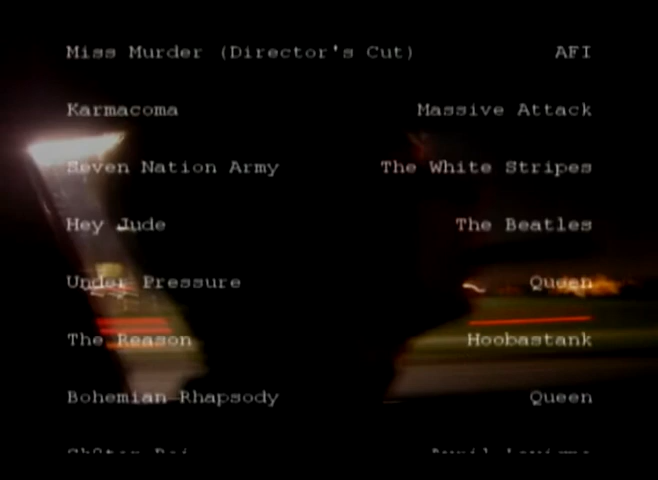 Miss Murder (Director's Cut) AFI
Karmacoma Massive Attack
Seven Nation Army The White Stripes
Hey Jude The Beatles
Under Pressure Queen
The Reason Hoobastank
Bohemian Rhapsody Queen